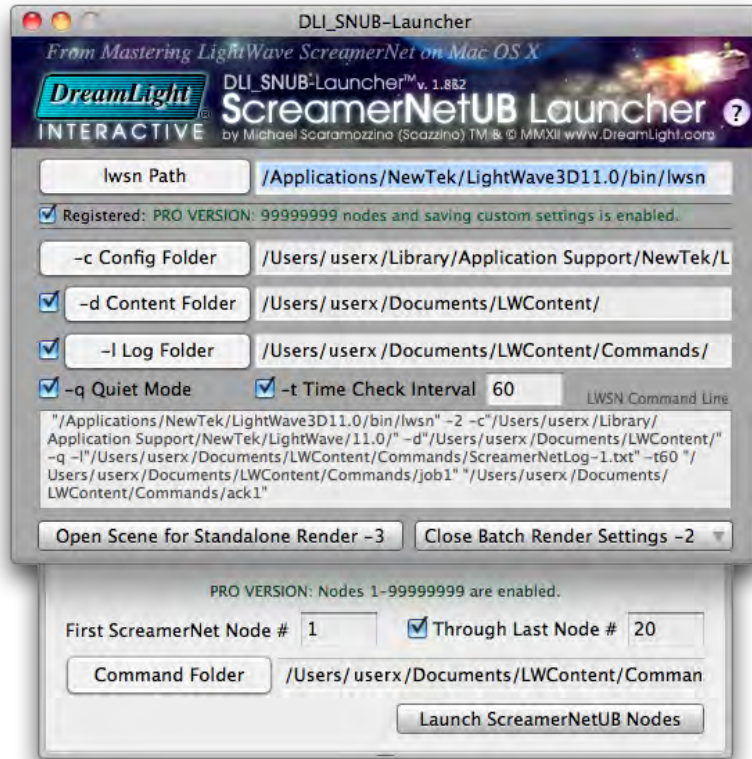 DLI_SNUB-Launcher
From Mastering LightWave ScreamerNet on Mac OS X
DreamLight®
INTERACTIVE
DLI_SNUB-Launcher™ v. 1.8B2
ScreamerNetUB Launcher
?
by Michael Scaramozzino (Scazzino) TM & © MMXII www.DreamLight.com
lwsn Path
/Applications/NewTek/LightWave3D11.0/bin/lwsn
Registered: PRO VERSION: 99999999 nodes and saving custom settings is enabled.
-c Config Folder
/Users/userx/Library/Application Support/NewTek/L
-d Content Folder
/Users/userx/Documents/LWContent/
-l Log Folder
/Users/userx/Documents/LWContent/Commands/
-q Quiet Mode
-t Time Check Interval 60
LWSN Command Line
"/Applications/NewTek/LightWave3D11.0/bin/lwsn" -2 -c"/Users/userx/Library/
Application Support/NewTek/LightWave/11.0/" -d"/Users/userx/Documents/LWContent/"
-q -l"/Users/userx/Documents/LWContent/Commands/ScreamerNetLog-1.txt" -t60 "/
Users/userx/Documents/LWContent/Commands/job1" "/Users/userx/Documents/
LWContent/Commands/ack1"
Open Scene for Standalone Render -3
Close Batch Render Settings -2
PRO VERSION: Nodes 1-99999999 are enabled.
First ScreamerNet Node # 1
Through Last Node # 20
Command Folder
/Users/userx/Documents/LWContent/Comman
Launch ScreamerNetUB Nodes